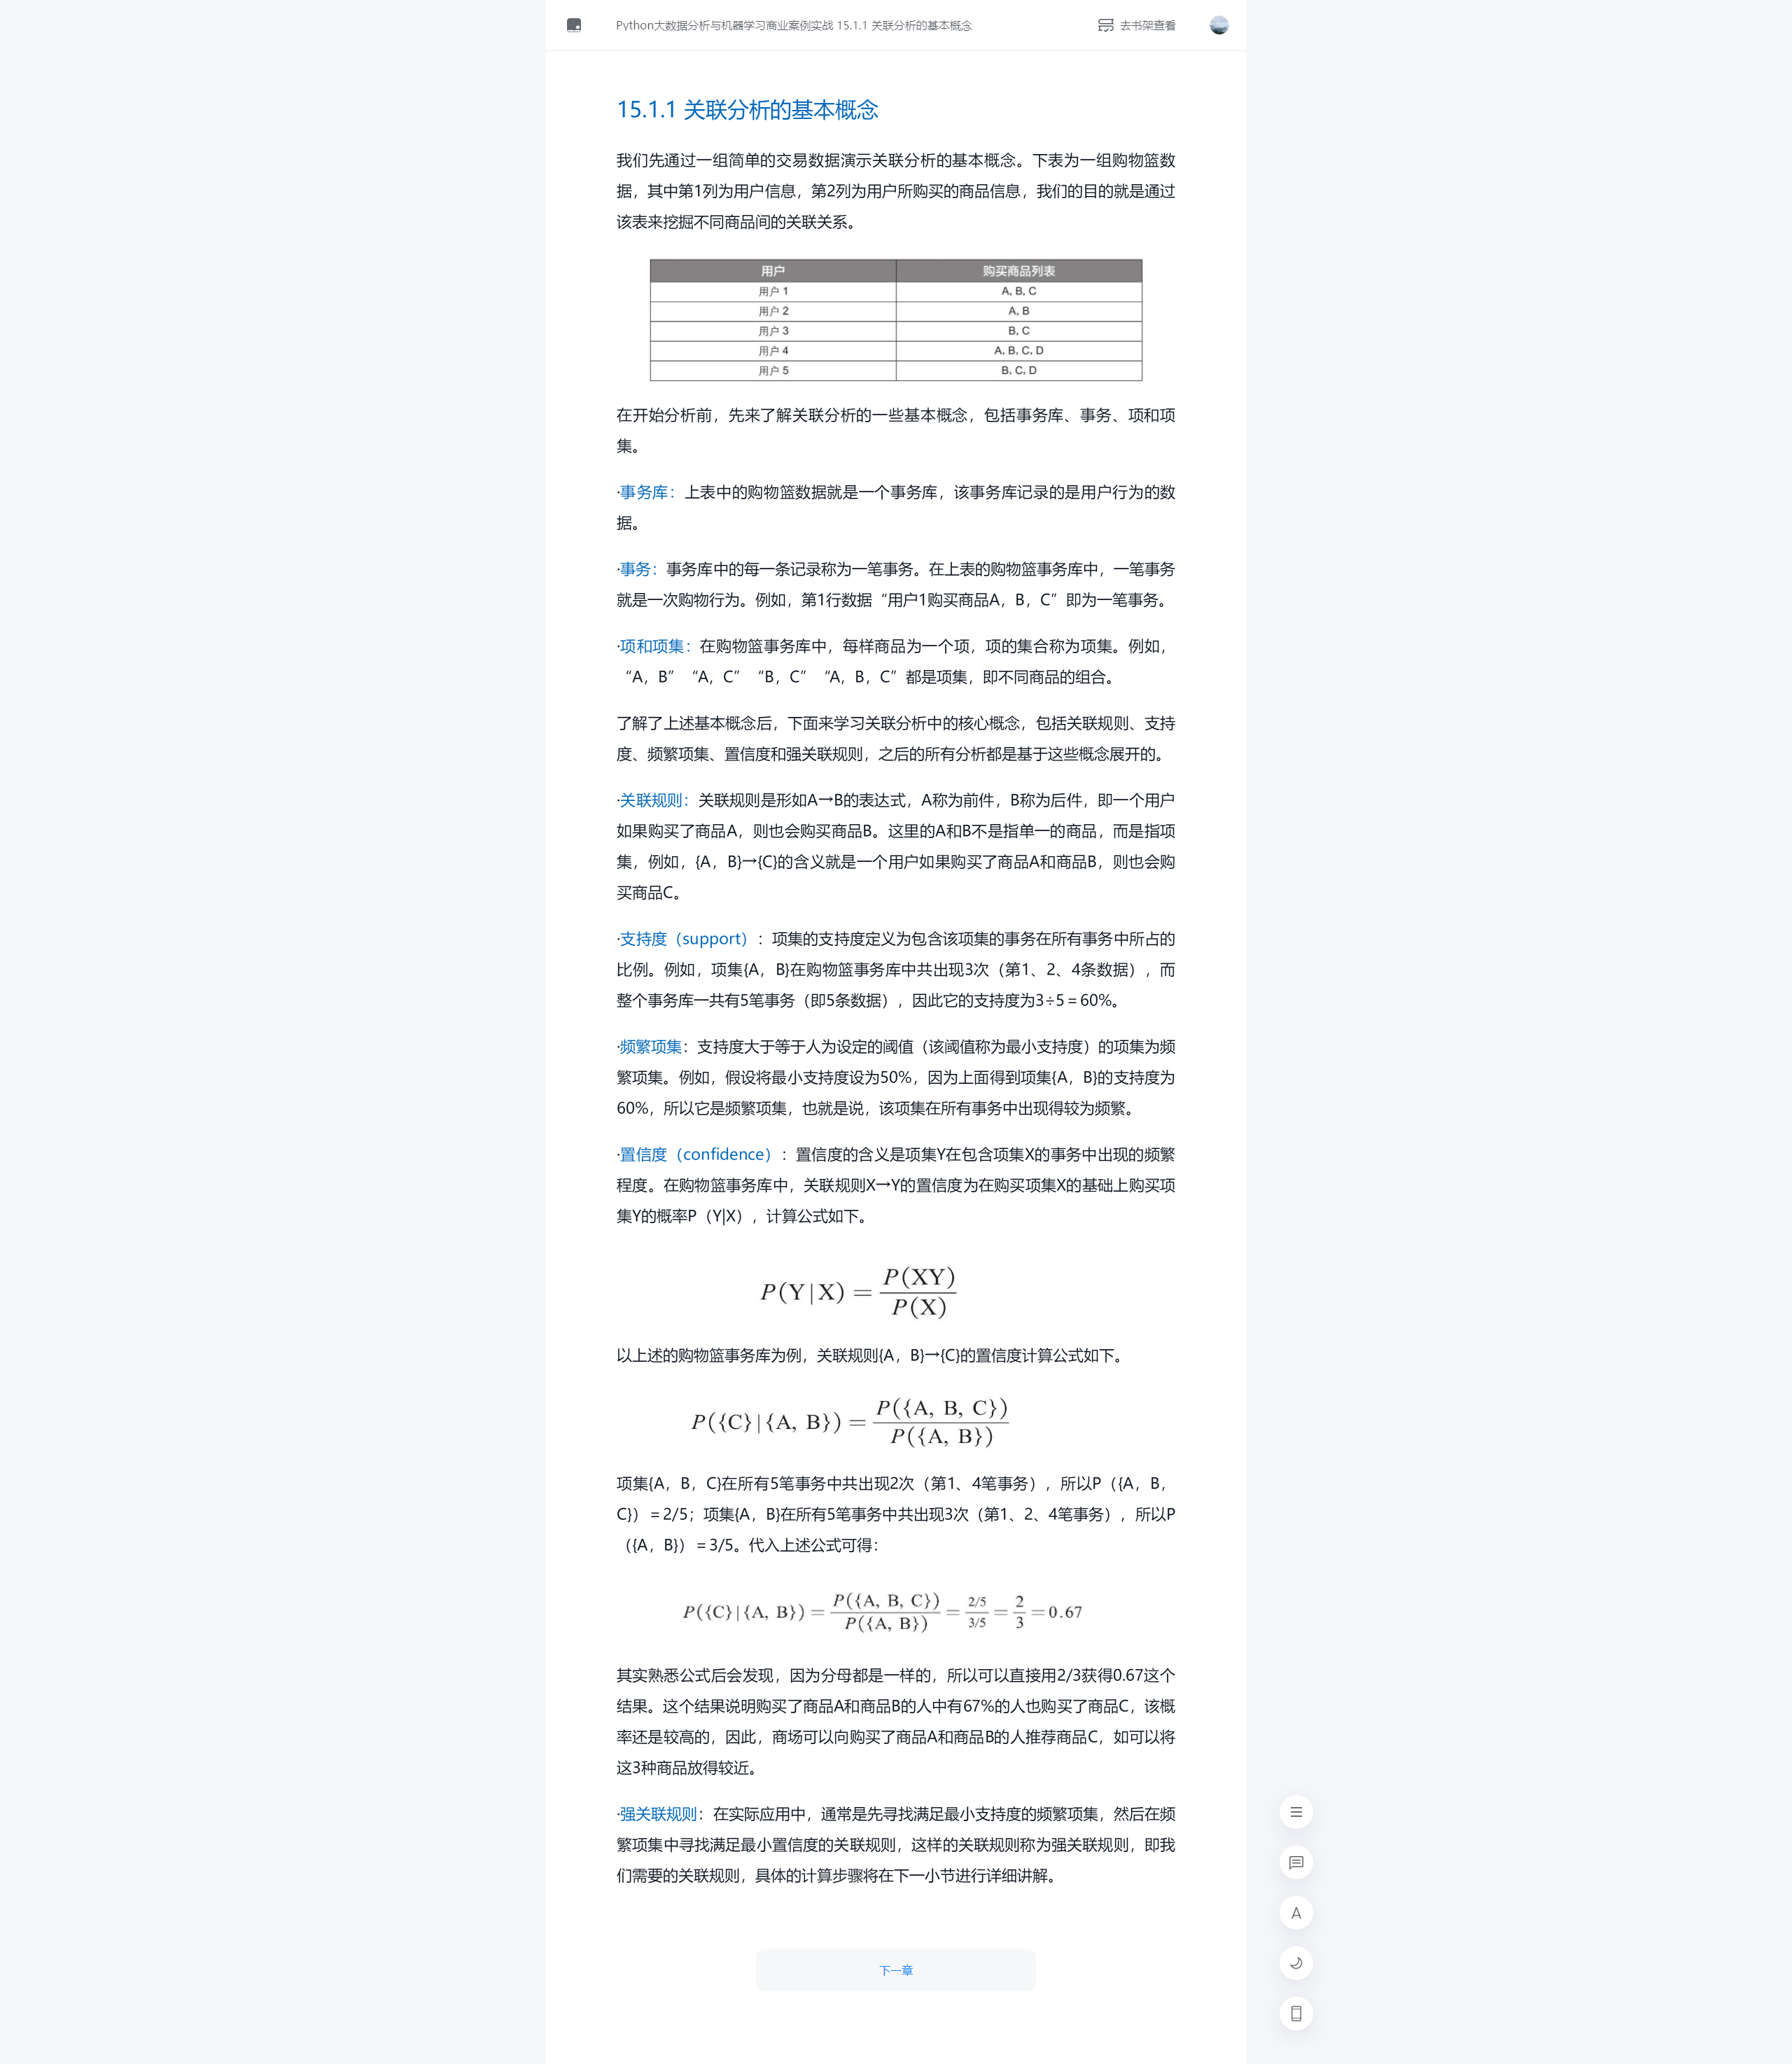 Python大数据分析与机器学习商业案例实战 15.1.1 关联分析的基本概念 去书架查看
15.1.1 关联分析的基本概念
我们先通过一组简单的交易数据演示关联分析的基本概念。下表为一组购物篮数
据，其中第1列为用户信息，第2列为用户所购买的商品信息，我们的目的就是通过
该表来挖掘不同商品间的关联关系。
用户 购买商品列表
用户 1 A, B, C
用户 2 A, B
用户 3 B, C
用户 4 A, B, C, D
用户 5 B, C, D
在开始分析前，先来了解关联分析的一些基本概念，包括事务库、事务、项和项
集。
·事务库：上表中的购物篮数据就是一个事务库，该事务库记录的是用户行为的数
据。
·事务：事务库中的每一条记录称为一笔事务。在上表的购物篮事务库中，一笔事务
就是一次购物行为。例如，第1行数据“用户1购买商品A，B，C”即为一笔事务。
·项和项集：在购物篮事务库中，每样商品为一个项，项的集合称为项集。例如，
“A，B”“A，C”“B，C”“A，B，C”都是项集，即不同商品的组合。
了解了上述基本概念后，下面来学习关联分析中的核心概念，包括关联规则、支持
度、频繁项集、置信度和强关联规则，之后的所有分析都是基于这些概念展开的。
·关联规则：关联规则是形如A→B的表达式，A称为前件，B称为后件，即一个用户
如果购买了商品A，则也会购买商品B。这里的A和B不是指单一的商品，而是指项
集，例如，{A，B}→{C}的含义就是一个用户如果购买了商品A和商品B，则也会购
买商品C。
·支持度（support）：项集的支持度定义为包含该项集的事务在所有事务中所占的
比例。例如，项集{A，B}在购物篮事务库中共出现3次（第1、2、4条数据），而
整个事务库一共有5笔事务（即5条数据），因此它的支持度为3÷5＝60%。
·频繁项集：支持度大于等于人为设定的阈值（该阈值称为最小支持度）的项集为频
繁项集。例如，假设将最小支持度设为50%，因为上面得到项集{A，B}的支持度为
60%，所以它是频繁项集，也就是说，该项集在所有事务中出现得较为频繁。
·置信度（confidence）：置信度的含义是项集Y在包含项集X的事务中出现的频繁
程度。在购物篮事务库中，关联规则X→Y的置信度为在购买项集X的基础上购买项
集Y的概率P（Y|X），计算公式如下。
P(Y|X) = P(XY) / P(X)
以上述的购物篮事务库为例，关联规则{A，B}→{C}的置信度计算公式如下。
P({C}|{A, B}) = P({A, B, C}) / P({A, B})
项集{A，B，C}在所有5笔事务中共出现2次（第1、4笔事务），所以P（{A，B，
C}）＝2/5；项集{A，B}在所有5笔事务中共出现3次（第1、2、4笔事务），所以P
（{A，B}）＝3/5。代入上述公式可得：
P({C}|{A, B}) = P({A, B, C}) / P({A, B}) = 2/5 / 3/5 = 2 / 3 = 0.67
其实熟悉公式后会发现，因为分母都是一样的，所以可以直接用2/3获得0.67这个
结果。这个结果说明购买了商品A和商品B的人中有67%的人也购买了商品C，该概
率还是较高的，因此，商场可以向购买了商品A和商品B的人推荐商品C，如可以将
这3种商品放得较近。
·强关联规则：在实际应用中，通常是先寻找满足最小支持度的频繁项集，然后在频
繁项集中寻找满足最小置信度的关联规则，这样的关联规则称为强关联规则，即我
们需要的关联规则，具体的计算步骤将在下一小节进行详细讲解。
A
下一章